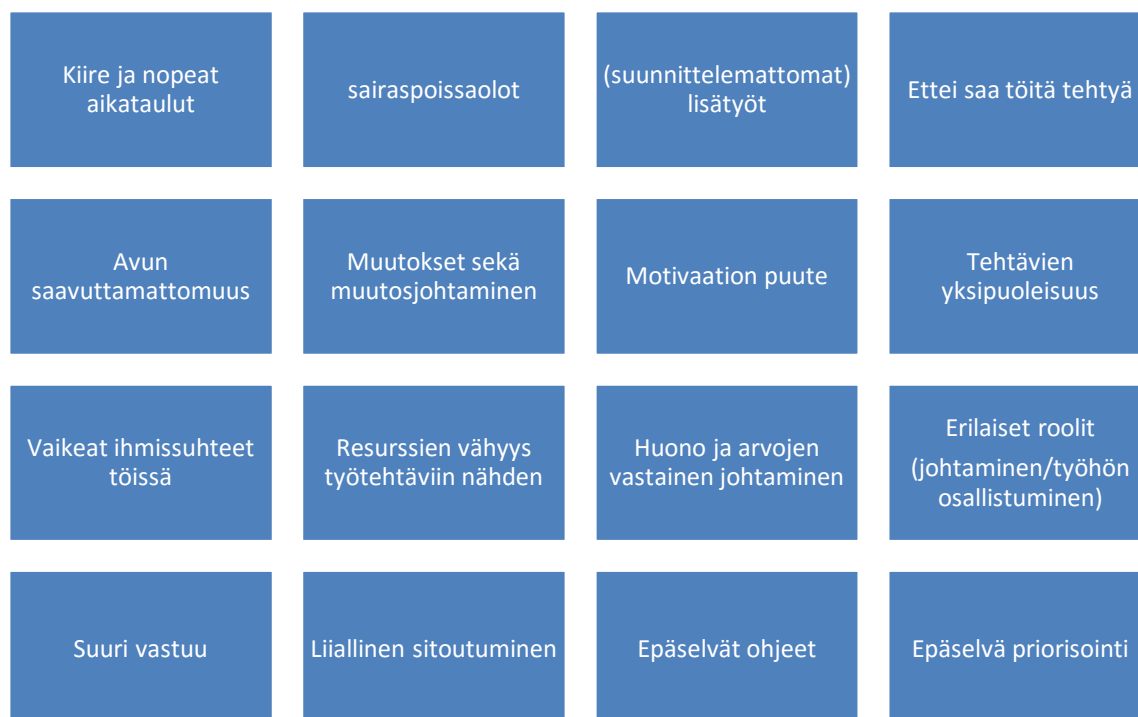 Kiire ja nopeat
aikataulut
sairaspoissaolot
(suunnittelemattomat)
lisätyöt
Ettei saa töitä tehtyä
Avun
saavuttamattomuus
Muutokset sekä
muutosjohtaminen
Motivaation puute
Tehtävien
yksipuoleisuus
Vaikeat ihmissuhteet
töissä
Resurssien vähyys
työtehtäviin nähden
Huono ja arvojen
vastainen johtaminen
Erilaiset roolit
(johtaminen/työhön
osallistuminen)
Suuri vastuu
Liiallinen sitoutuminen
Epäselvät ohjeet
Epäselvä priorisointi